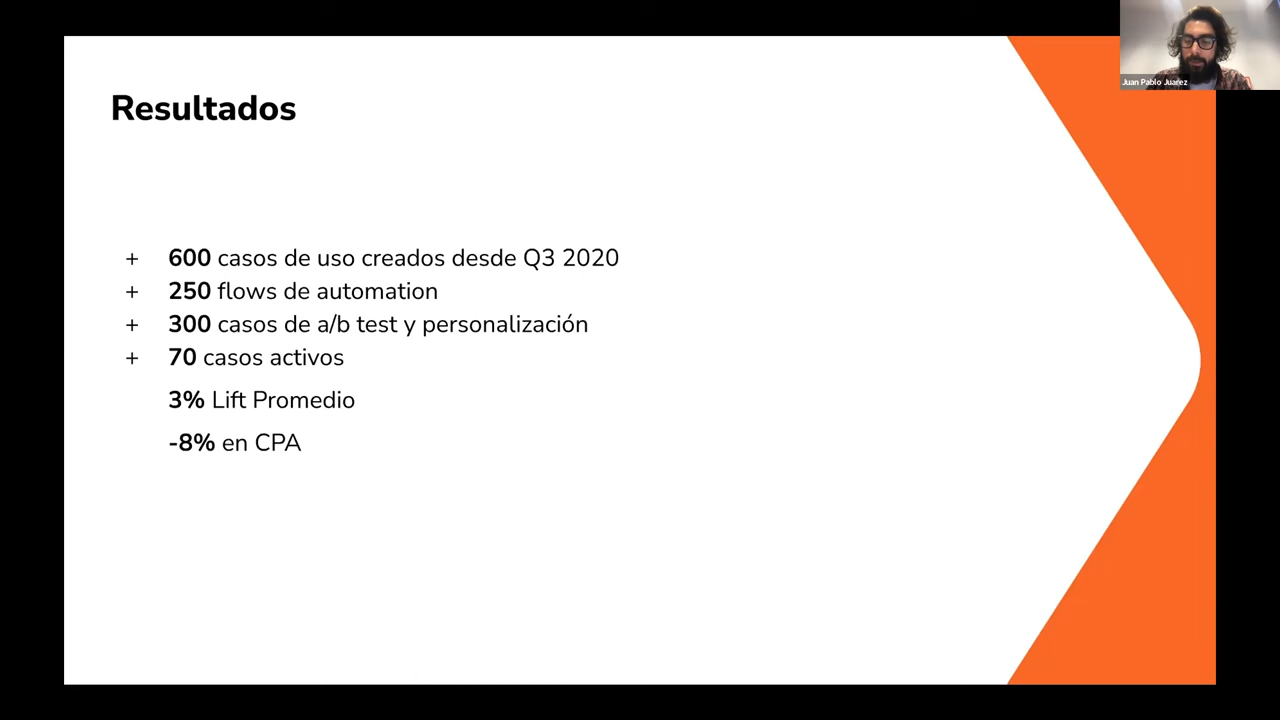 Juan Pablo Juarez
Resultados
+ 600 casos de uso creados desde Q3 2020
+ 250 flows de automation
+ 300 casos de a/b test y personalización
+ 70 casos activos
3% Lift Promedio
-8% en CPA